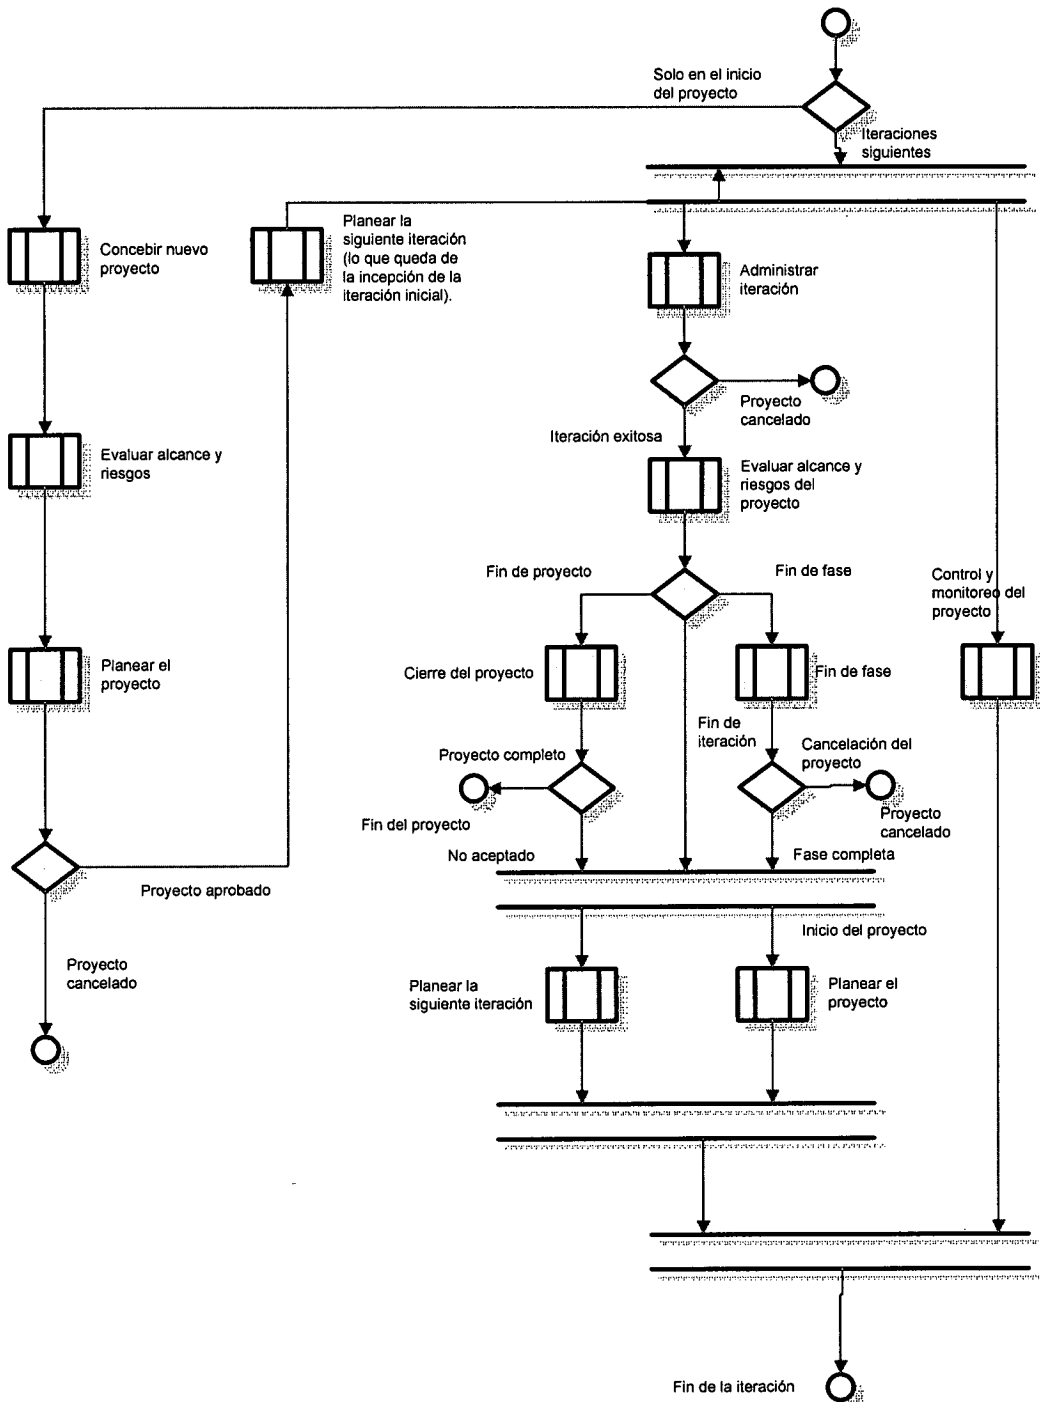 Solo en el inicio
del proyecto
Iteraciones
siguientes
Concebir nuevo
proyecto
Planear la
siguiente iteración
(lo que queda de
la incepción de la
iteración inicial).
Administrar
iteración
Proyecto
cancelado
Iteración exitosa
Evaluar alcance y
riesgos
Evaluar alcance y
riesgos del
proyecto
Fin de proyecto
Fin de fase
Control y
monitoreo del
proyecto
Planear el
proyecto
Cierre del proyecto
Fin de fase
Fin de
iteración
Proyecto completo
Cancelación del
proyecto
Fin del proyecto
Proyecto
cancelado
No aceptado
Fase completa
Proyecto aprobado
Inicio del proyecto
Proyecto
cancelado
Planear la
siguiente iteración
Planear el
proyecto
Fin de la iteración